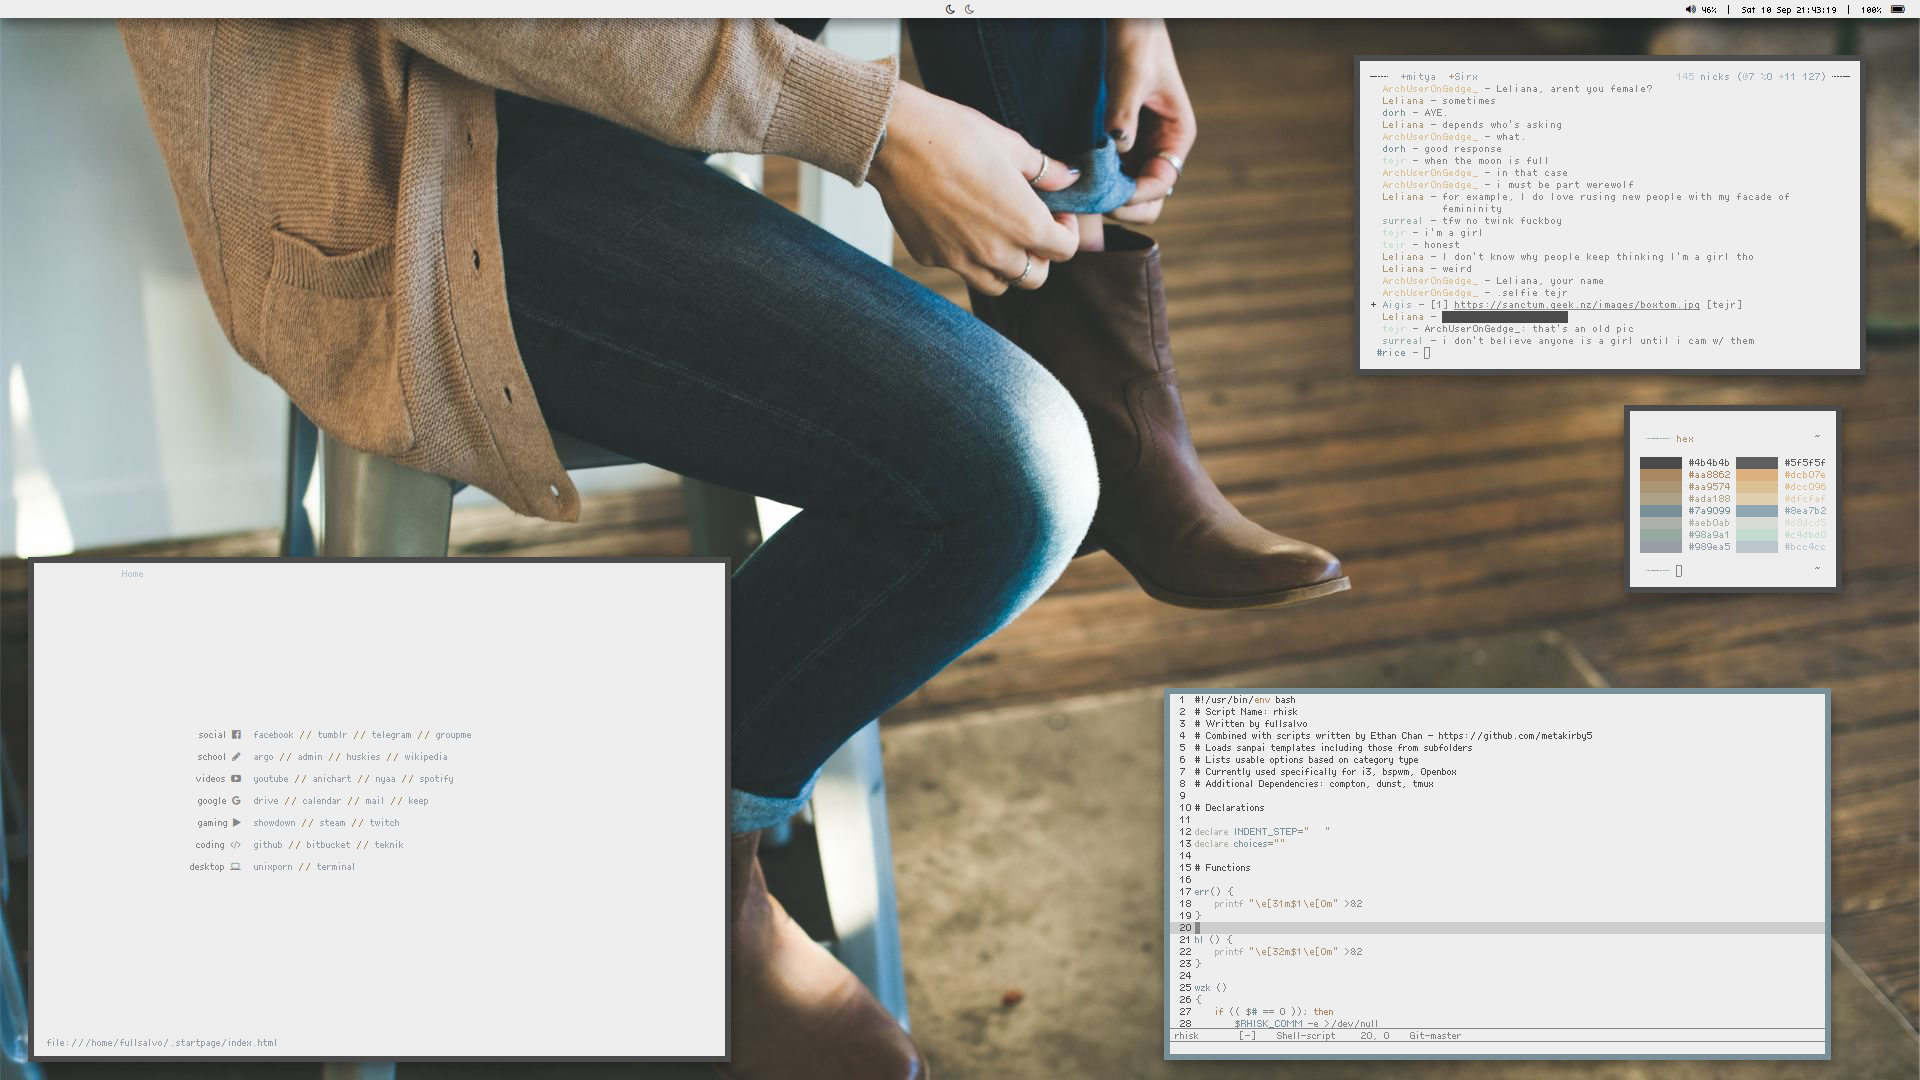 46% | Sat 10 Sep 21:43:19 | 100%
+mitya +Sirx 145 nicks (@7 %0 +11 127)
ArchUserOnGedge_ - Leliana, arent you female?
Leliana - sometimes
dorh - AYE.
Leliana - depends who's asking
ArchUserOnGedge_ - what.
dorh - good response
tejr - when the moon is full
ArchUserOnGedge_ - in that case
ArchUserOnGedge_ - i must be part werewolf
Leliana - for example, I do love rusing new people with my facade of
femininity
surreal - tfw no twink fuckboy
tejr - i'm a girl
tejr - honest
Leliana - I don't know why people keep thinking I'm a girl tho
Leliana - weird
ArchUserOnGedge_ - Leliana, your name
ArchUserOnGedge_ - .selfie tejr
+ Aigis - [1] https://sanctum.geek.nz/images/boxtom.jpg [tejr]
Leliana -
tejr - ArchUserOnGedge_: that's an old pic
surreal - i don't believe anyone is a girl until i cam w/ them
#rice -
hex ~
#4b4b4b #5f5f5f
#aa8862 #dcb07e
#aa9574 #dcc096
#ada188 #dfcfaf
#7a9099 #8ea7b2
#aeb0ab #d8dcd5
#98a9a1 #c4dbd0
#989ea5 #bcc4cc
~
Home
social facebook // tumblr // telegram // groupme
school argo // admin // huskies // wikipedia
videos youtube // anichart // nyaa // spotify
google drive // calendar // mail // keep
gaming showdown // steam // twitch
coding </> github // bitbucket // teknik
desktop unixporn // terminal
file:///home/fullsalvo/.startpage/index.html
1 #!/usr/bin/env bash
2 # Script Name: rhisk
3 # Written by fullsalvo
4 # Combined with scripts written by Ethan Chan - https://github.com/metakirby5
5 # Loads sanpai templates including those from subfolders
6 # Lists usable options based on category type
7 # Currently used specifically for i3, bspwm, Openbox
8 # Additional Dependencies: compton, dunst, tmux
9
10 # Declarations
11
12 declare INDENT_STEP="   "
13 declare choices=""
14
15 # Functions
16
17 err() {
18 printf "\e[31m$1\e[0m" >&2
19 }
20
21 hl () {
22 printf "\e[32m$1\e[0m" >&2
23 }
24
25 wzk ()
26 {
27 if (( $# == 0 )); then
28 $RHISK_COMM -e >/dev/null
rhisk [-] Shell-script 20, 0 Git-master